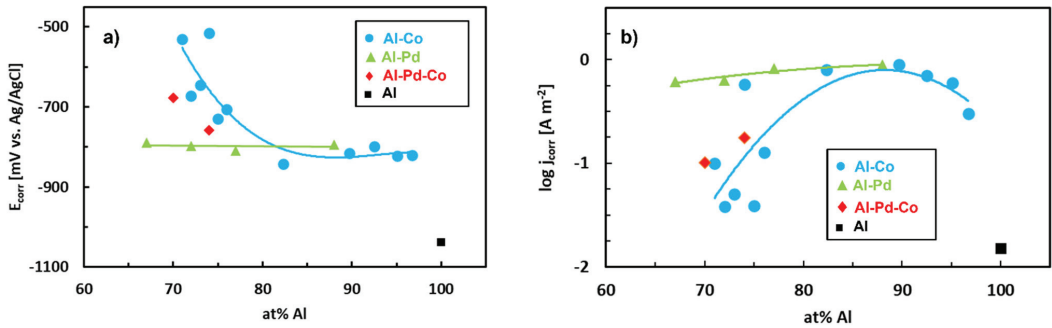 a)
-500
-700
-900
-1100
E_corr [mV vs. Ag/AgCl]
60 70 80 90 100
at% Al
Al-Co
Al-Pd
Al-Pd-Co
Al
b)
0
-1
-2
log j_corr [A m⁻²]
60 70 80 90 100
at% Al
Al-Co
Al-Pd
Al-Pd-Co
Al